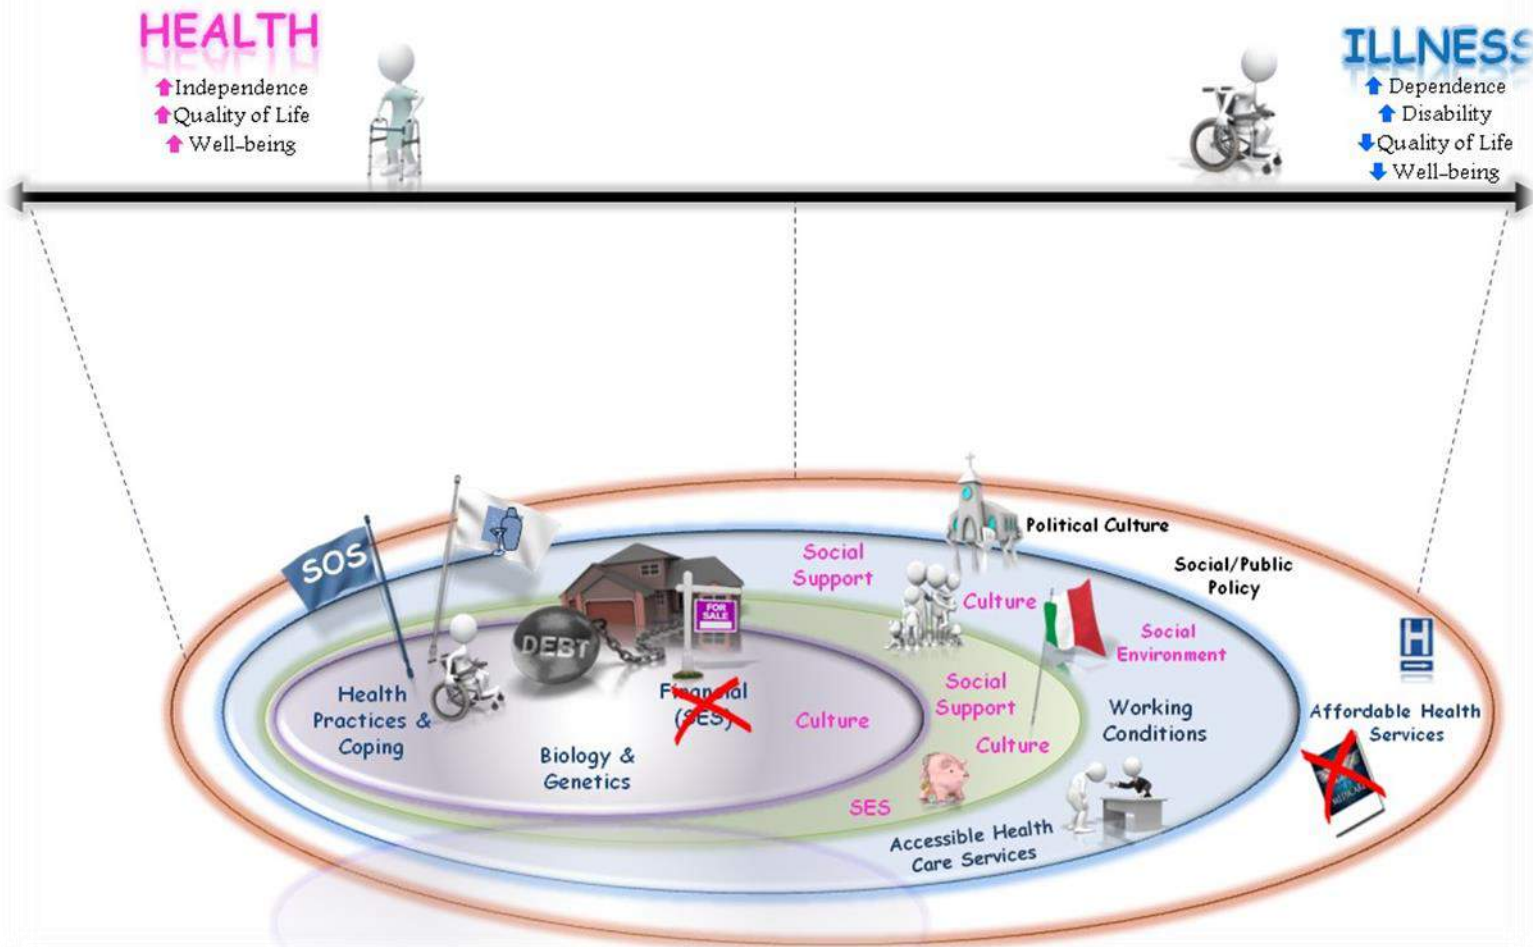 HEALTH
Independence
Quality of Life
Well-being
ILLNESS
Dependence
Disability
Quality of Life
Well-being
SOS
DEBT
FOR
SALE
Social
Support
Political Culture
Social/Public
Policy
Culture
Social
Environment
H
Health
Practices &
Coping
Financial
(SES)
Biology &
Genetics
Culture
Social
Support
Culture
SES
Working
Conditions
Affordable Health
Services
Accessible Health
Care Services